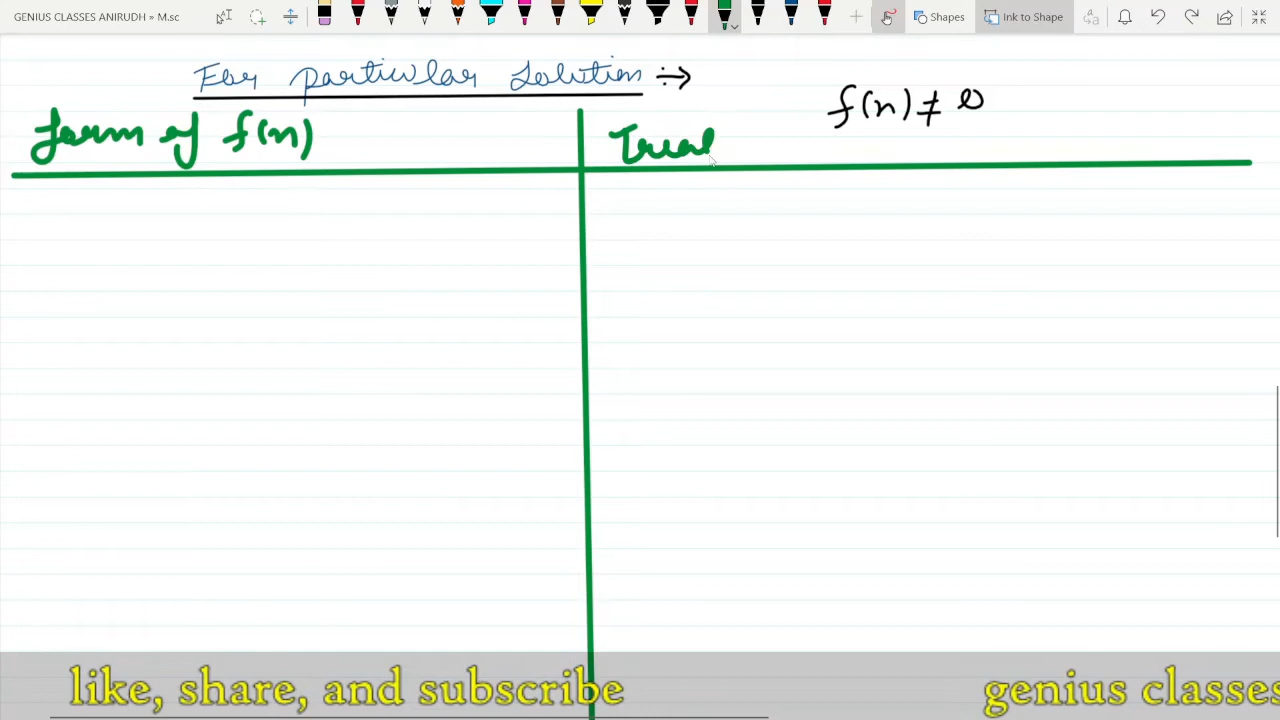 GENIUS CLASSES ANIRUDH - M.sc
Shapes
Ink to Shape
For particular Solution ÷>
f(n) ≠ 0
form of f(n)
Trial
like, share, and subscribe
genius classes